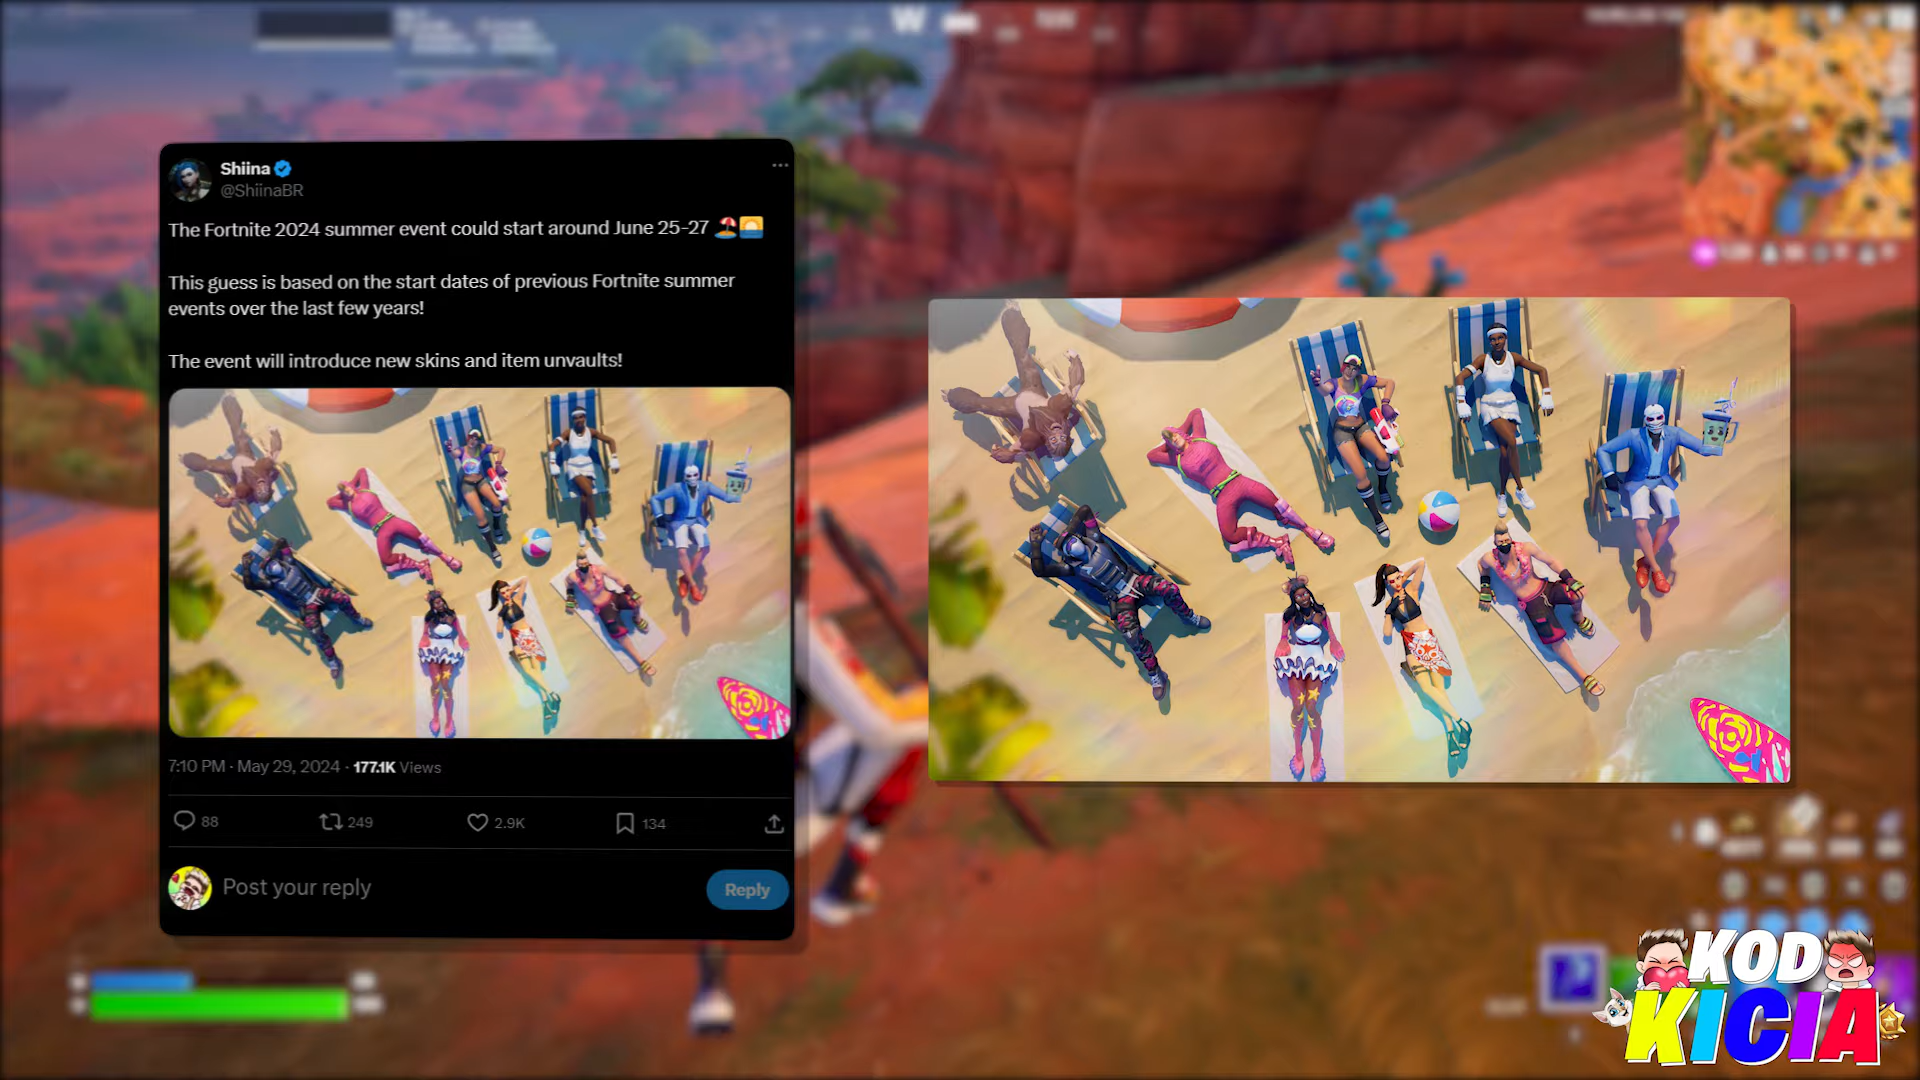 W
Shiina
@ShiinaBR
The Fortnite 2024 summer event could start around June 25-27 🏖️🌅
This guess is based on the start dates of previous Fortnite summer
events over the last few years!
The event will introduce new skins and item unvaults!
7:10 PM · May 29, 2024 · 177.1K Views
88
249
2.9K
134
Post your reply
Reply
KOD
KICIA